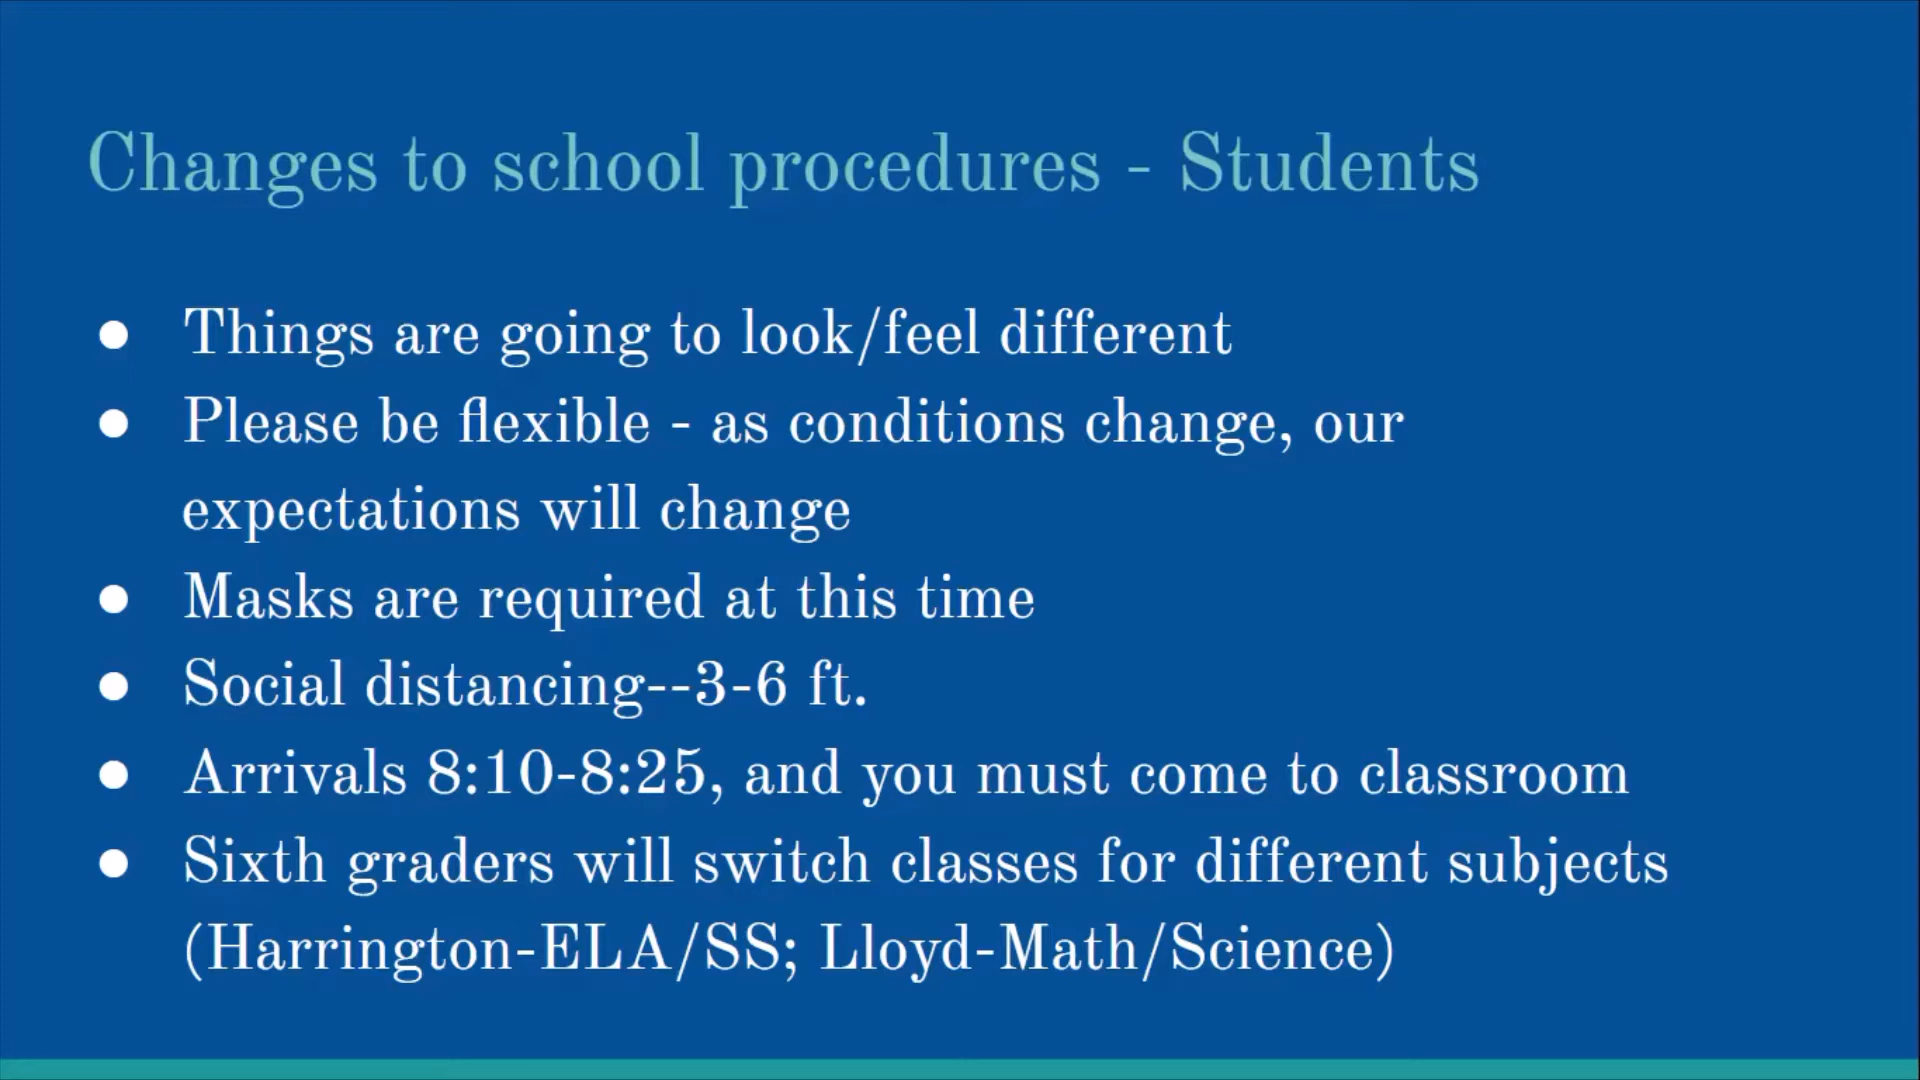 Changes to school procedures - Students
● Things are going to look/feel different
● Please be flexible - as conditions change, our
expectations will change
● Masks are required at this time
● Social distancing--3-6 ft.
● Arrivals 8:10-8:25, and you must come to classroom
● Sixth graders will switch classes for different subjects
(Harrington-ELA/SS; Lloyd-Math/Science)